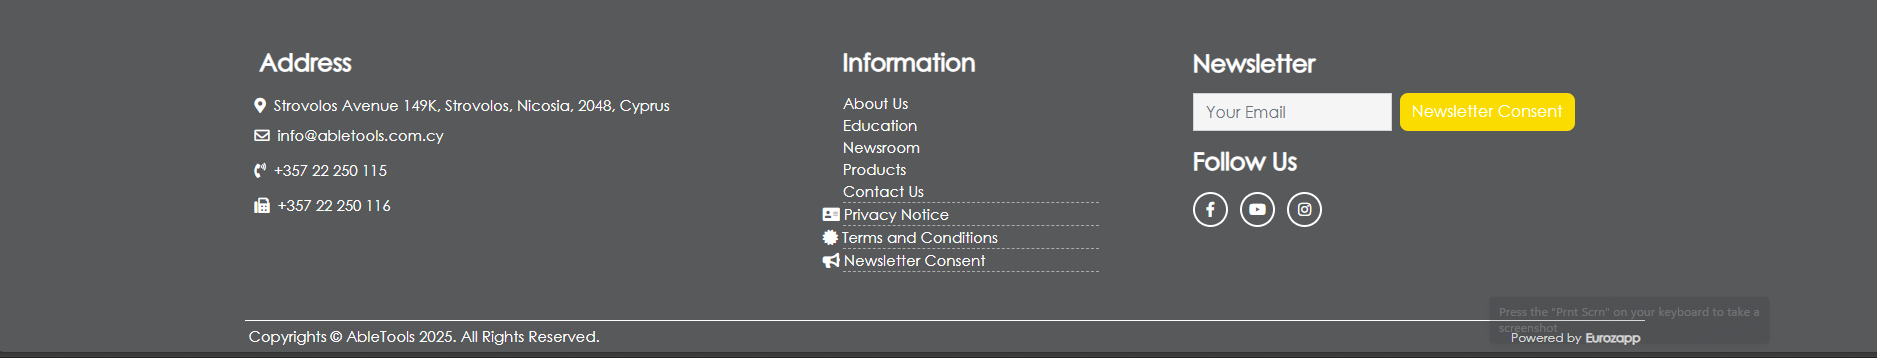 Address
Strovolos Avenue 149K, Strovolos, Nicosia, 2048, Cyprus
info@abletools.com.cy
+357 22 250 115
+357 22 250 116
Information
About Us
Education
Newsroom
Products
Contact Us
Privacy Notice
Terms and Conditions
Newsletter Consent
Newsletter
Your Email
Newsletter Consent
Follow Us
Press the "Prnt Scrn" on your keyboard to take a
screenshot
Copyrights © AbleTools 2025. All Rights Reserved.
Powered by Eurozapp